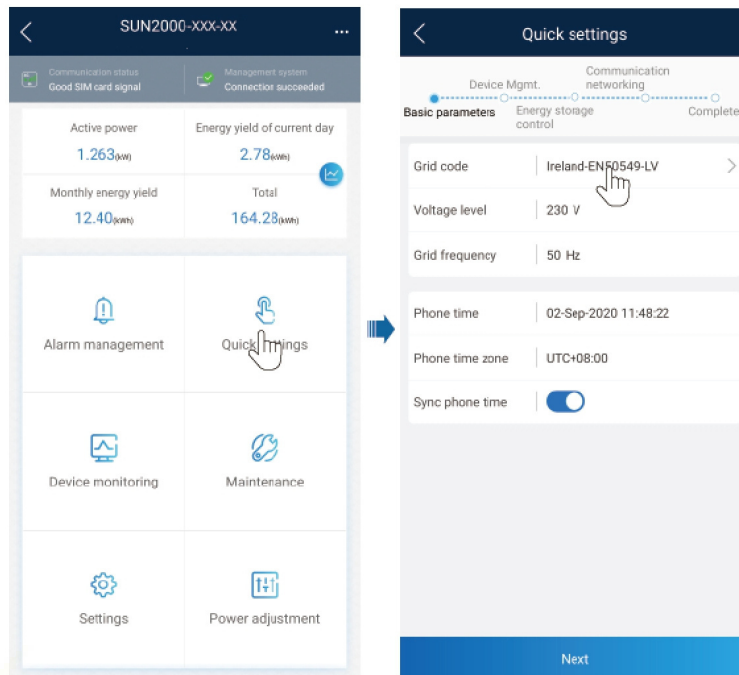 SUN2000-XXX-XX
...
Communication status
Good SIM card signal
Management system
Connection succeeded
Active power
1.263(kW)
Energy yield of current day
2.78(kWh)
Monthly energy yield
12.40(kWh)
Total
164.28(kWh)
Alarm management
Quick settings
Device monitoring
Maintenance
Settings
Power adjustment
Quick settings
Device Mgmt.
Communication
networking
Basic parameters
Energy storage
control
Complete
Grid code
Ireland-EN50549-LV
Voltage level
230 V
Grid frequency
50 Hz
Phone time
02-Sep-2020 11:48:22
Phone time zone
UTC+08:00
Sync phone time
Next